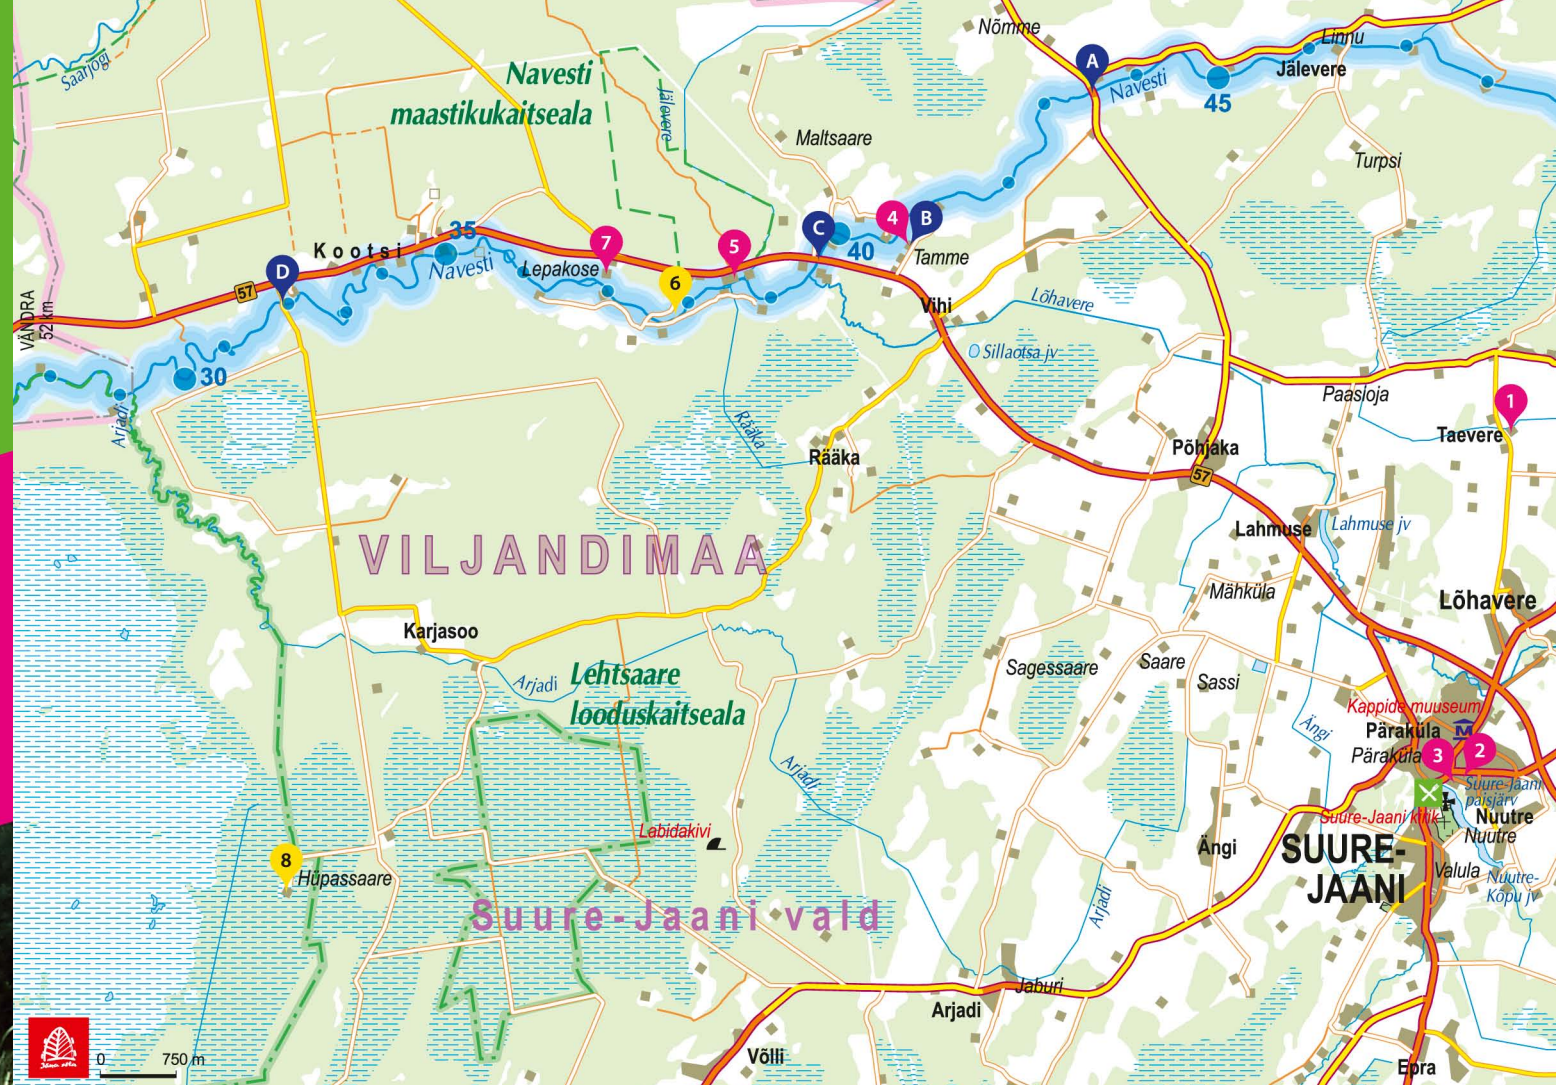 Nõmme
Linnu
Jälevere
Saarjõgi
Navesti
maastikukaitseala
Jälevere
A
Navesti
45
Maltsaare
Turpsi
4
B
C
40
Tamme
7
5
35
Kootsi
Navesti
Lepakose
D
6
57
VÄNDRA
52 km
Vihi
Lõhavere
Sillaotsa jv
30
Paasloja
1
Taevere
Arjadi
Rääka
Rääka
Põhjaka
57
Lahmuse
Lahmuse jv
VILJANDIMAA
Mähküla
Lõhavere
Karjasoo
Sagessaare
Saare
Sassi
Arjadi
Lehtsaare
looduskaitseala
Kappide muuseum
Ängi
Päraküla
M
Päraküla
3
2
Arjadi
Suure-Jaani
paisjärv
Suure-Jaani kirik
Nuutre
Nuutre
Labidakivi
Ängi
SUURE-
JAANI
8
Hüpassaare
Valula
Nuutre-
Kõpu jv
Arjadi
Suure-Jaani vald
Jaburi
Arjadi
Võlli
Epra
0 750 m